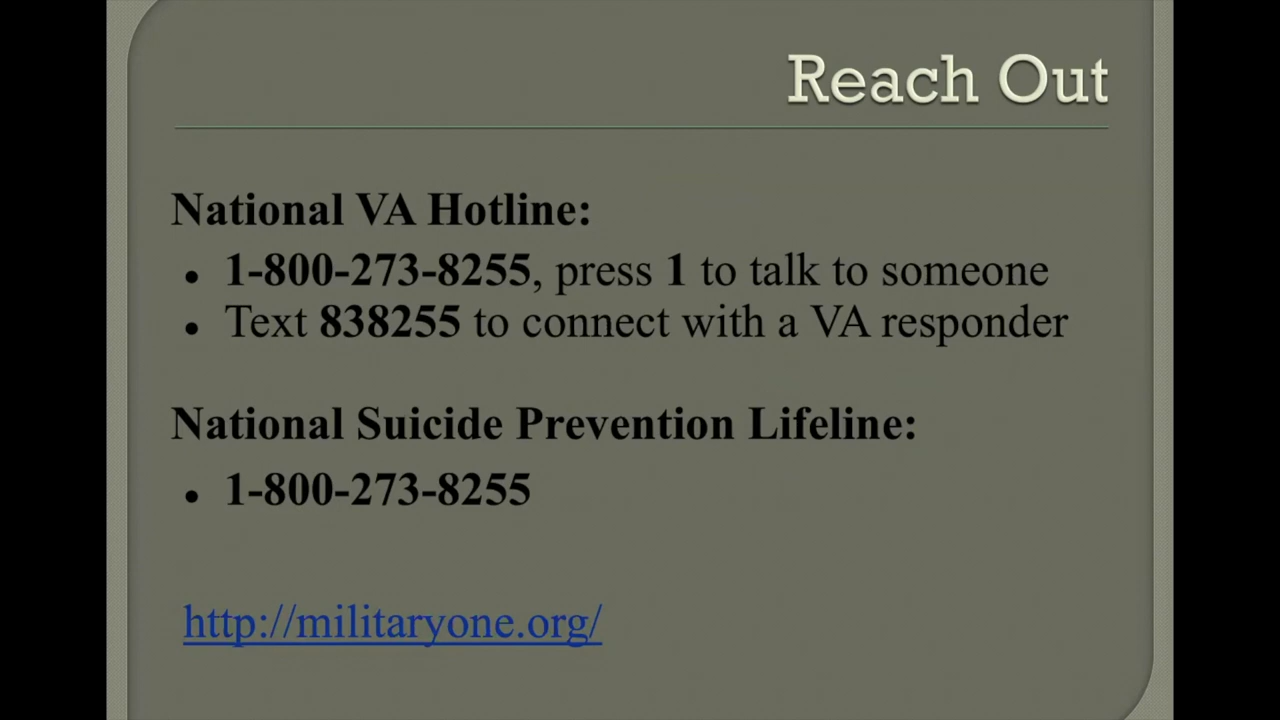 Reach Out
National VA Hotline:
• 1-800-273-8255, press 1 to talk to someone
• Text 838255 to connect with a VA responder
National Suicide Prevention Lifeline:
• 1-800-273-8255
http://militaryone.org/